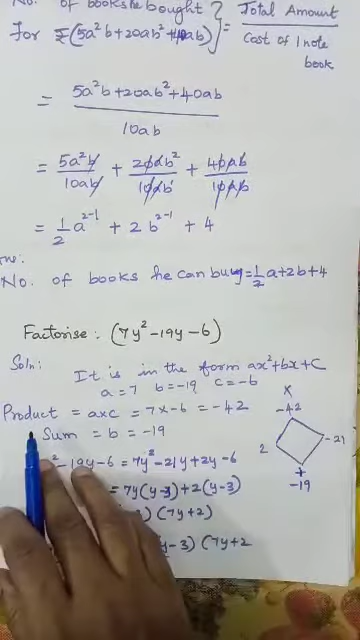 No. of books he bought
For ₹(5a²b+20ab²+40ab) } = Total Amount / Cost of 1 note book
= 5a²b+20ab²+40ab / 10ab
= 5a²b/10ab + 20ab²/10ab + 40ab/10ab
= 1/2 a²⁻¹ + 2b²⁻¹ + 4
No. of books he can buy = 1/2 a+2b+4
Factorise: (7y²-19y-6)
Soln: It is in the form ax²+bx+c
a=7 b=-19 c=-6
Product = a×c = 7×-6 = -42
Sum = b = -19
² -19y-6 = 7y²-21y+2y-6
= 7y(y-3)+2(y-3)
) (7y+2)
y-3) (7y+2
×
-42
2 -21
+
-19